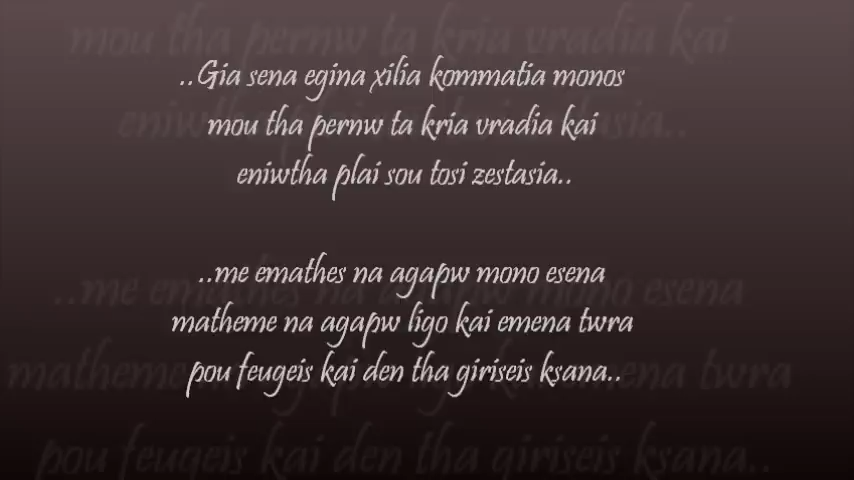 ..Gia sena egina xilia kommatia monos
mou tha pernw ta kria vradia kai
eniwtha plai sou tosi zestasia..
..me emathes na agapw mono esena
matheme na agapw ligo kai emena twra
pou feugeis kai den tha giriseis ksana..